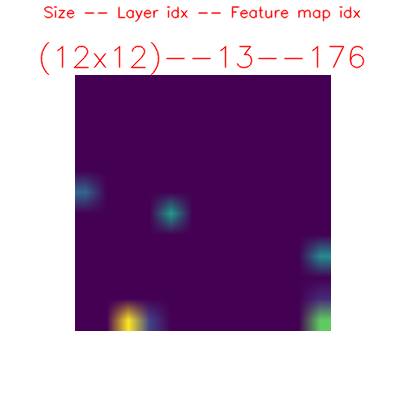 Size -- Layer idx -- Feature map idx
(12x12)--13--176